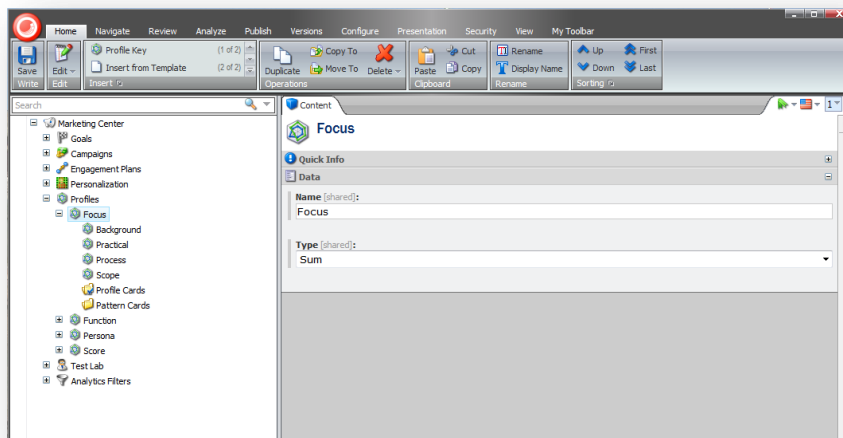 Home Navigate Review Analyze Publish Versions Configure Presentation Security View My Toolbar
Save Edit Profile Key (1 of 2) Insert from Template (2 of 2) Duplicate Copy To Move To Delete Paste Cut Copy Rename Display Name Up Down First Last
Write Edit Insert Operations Clipboard Rename Sorting
Search
Content
1
Marketing Center
Goals
Campaigns
Engagement Plans
Personalization
Profiles
Focus
Background
Practical
Process
Scope
Profile Cards
Pattern Cards
Function
Persona
Score
Test Lab
Analytics Filters
Focus
Quick Info
Data
Name [shared]:
Focus
Type [shared]:
Sum